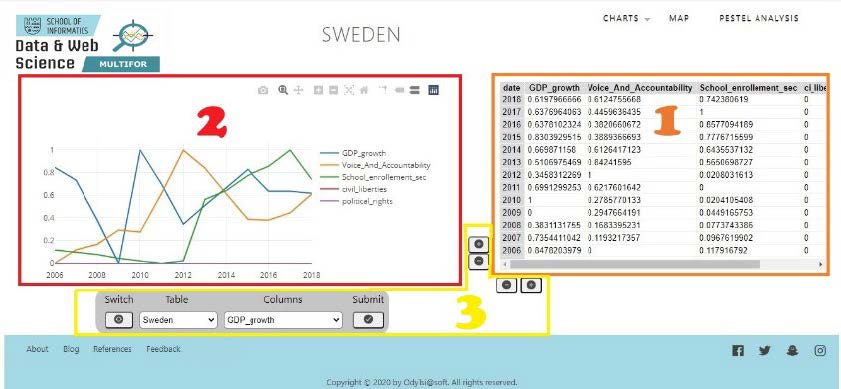 SCHOOL OF
INFORMATICS
Data & Web
Science MULTIFOR
SWEDEN
CHARTS MAP PESTEL ANALYSIS
2
1
0.8
0.6
0.4
0.2
0
2006 2008 2010 2012 2014 2016 2018
GDP_growth
Voice_And_Accountability
School_enrollement_sec
civil_liberties
political_rights
1
date GDP_growth Voice_And_Accountability School_enrollement_sec ci_libe
2018 0.6197966666 0.6124755668 0.742380619 0
2017 0.6376964063 0.4459636435 1 0
2016 0.6378102324 0.3820660672 0.8577094189 0
2015 0.8303929515 0.3889366693 0.7776715599 0
2014 0.669871158 0.6126417123 0.6435537132 0
2013 0.5106975469 0.84241595 0.5650698727 0
2012 0.3458312269 1 0.0208031613 0
2011 0.6991299253 0.6217601642 0 0
2010 1 0.2785770133 0.0204105408 0
2009 0 0.2947664191 0.0449165753 0
2008 0.3831131755 0.1683395231 0.0773743386 0
2007 0.7354411042 0.1193217357 0.0967619902 0
2006 0.8478203979 0 0.117916792 0
Switch Table Columns Submit
Sweden GDP_growth
3
About Blog References Feedback
Copyright © 2020 by Odylsi@soft. All rights reserved.